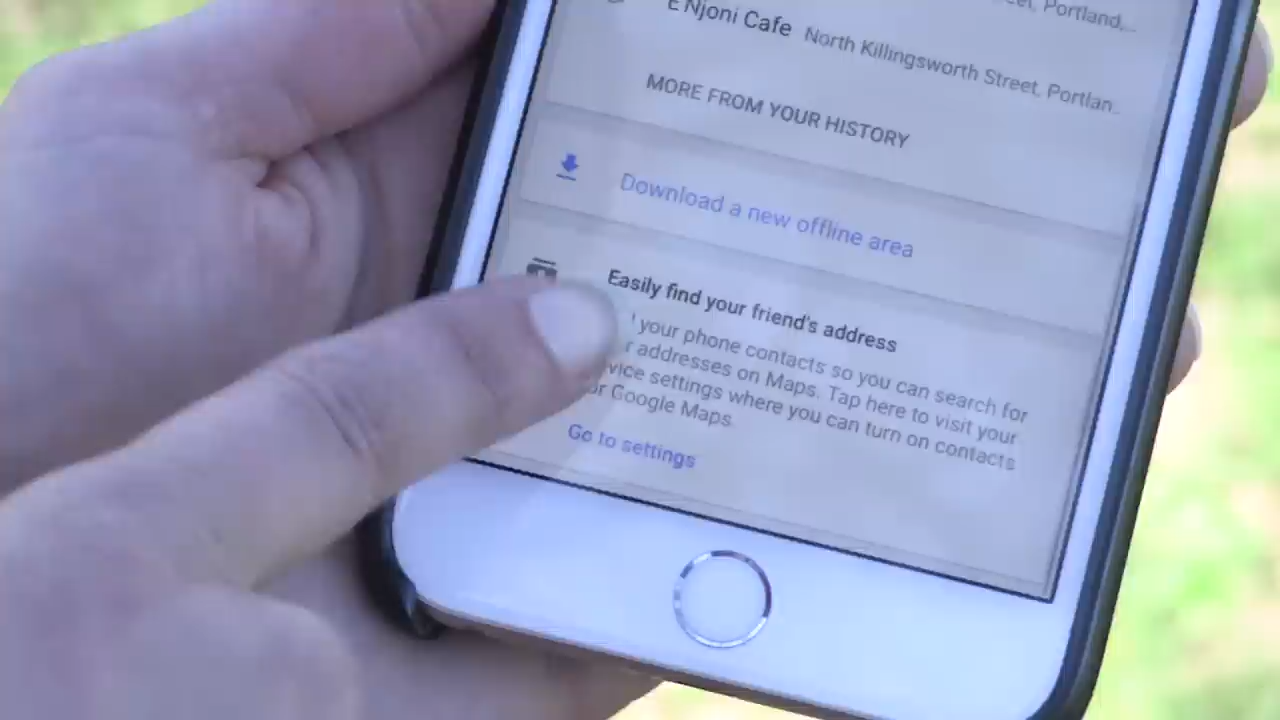 Portland,...
E'Njoni Cafe North Killingsworth Street, Portlan..
MORE FROM YOUR HISTORY
Download a new offline area
Easily find your friend's address
your phone contacts so you can search for
addresses on Maps. Tap here to visit your
settings where you can turn on contacts
Google Maps.
Go to settings